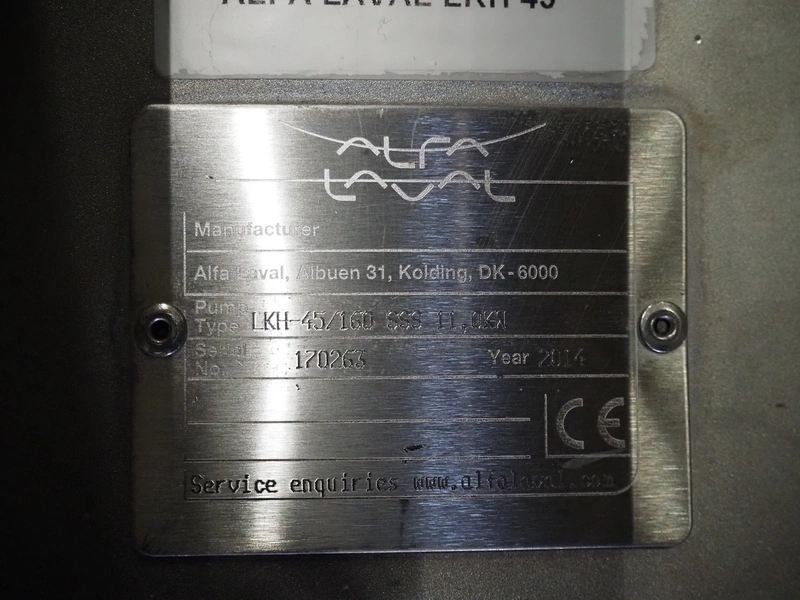 ALFA LAVAL LKH 45
ALFA
LAVAL
Manufacturer
Alfa Laval, Albuen 31, Kolding, DK-6000
Pump
Type LKH-45/160 SSS 11,0KW
Serial
No. 170263 Year 2014
CE
Service enquiries www.alfalaval.com